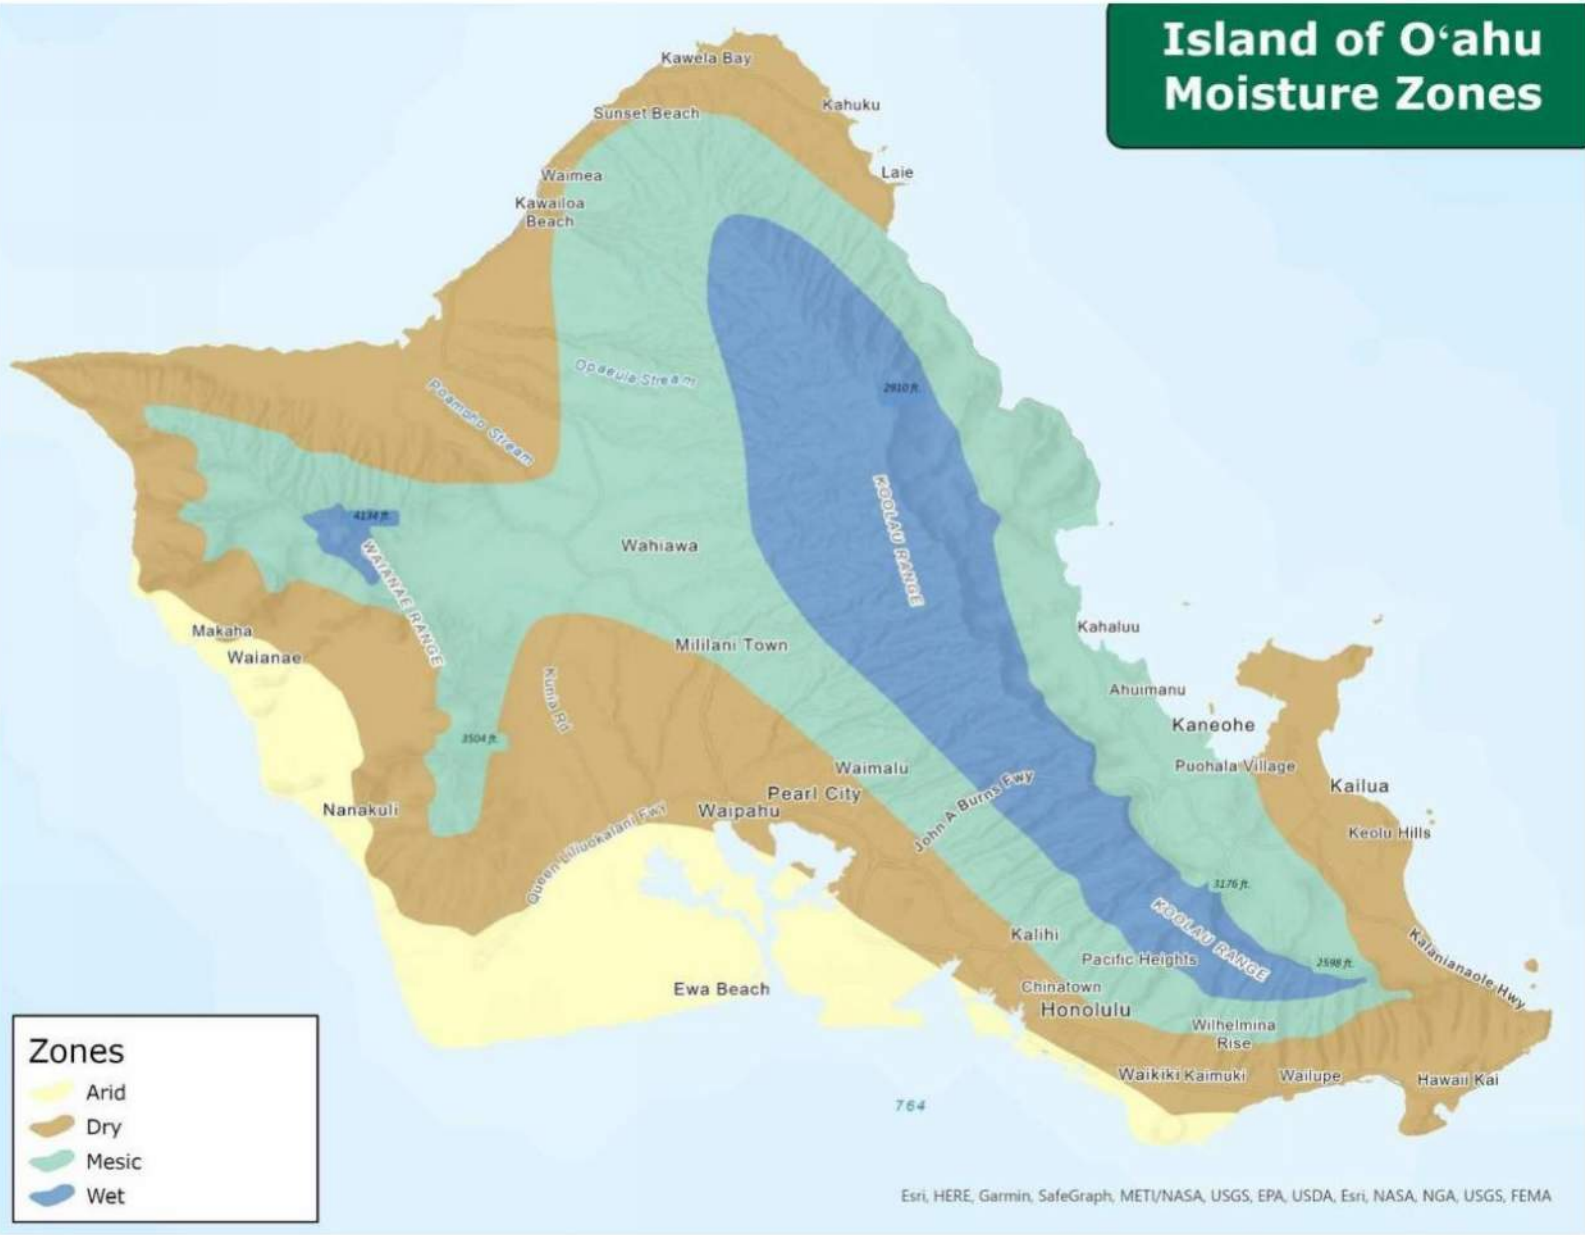 Island of Oʻahu
Moisture Zones
Kawela Bay
Sunset Beach
Kahuku
Waimea
Laie
Kawailoa
Beach
Opaeula Stream
Poamoho Stream
2910 ft.
KOOLAU RANGE
4134 ft.
WAIANAE RANGE
Wahiawa
Makaha
Waianae
Mililani Town
Kahaluu
Kunia Rd
Ahuimanu
Kaneohe
3504 ft.
Waimalu
Puohala Village
Kailua
Nanakuli
Queen Liliuokalani Fwy
Waipahu
Pearl City
John A Burns Fwy
Keolu Hills
3176 ft.
KOOLAU RANGE
Kalihi
Pacific Heights
2598 ft.
Kalanianaole Hwy
Ewa Beach
Chinatown
Honolulu
Wilhelmina
Rise
Waikiki
Kaimuki
Wailupe
Hawaii Kai
764
Zones
Arid
Dry
Mesic
Wet
Esri, HERE, Garmin, SafeGraph, METI/NASA, USGS, EPA, USDA, Esri, NASA, NGA, USGS, FEMA